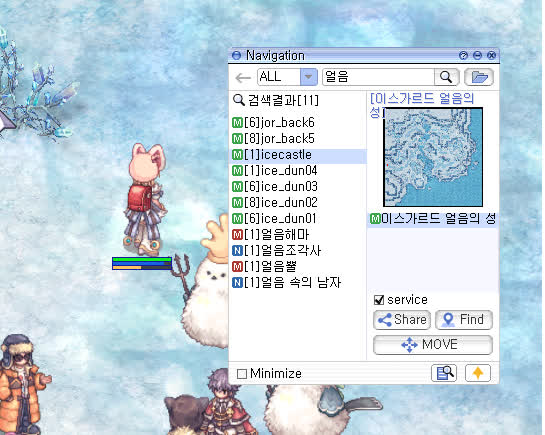 Navigation
ALL
얼음
검색결과[11]
M[6]jor_back6
M[8]jor_back5
M[1]icecastle
M[1]ice_dun04
M[6]ice_dun03
M[8]ice_dun02
M[6]ice_dun01
M[1]얼음해마
N[1]얼음조각사
M[1]얼음뿔
N[1]얼음 속의 남자
[이스가르드 얼음의
성]
M이스가르드 얼음의 성
service
Share
Find
MOVE
Minimize